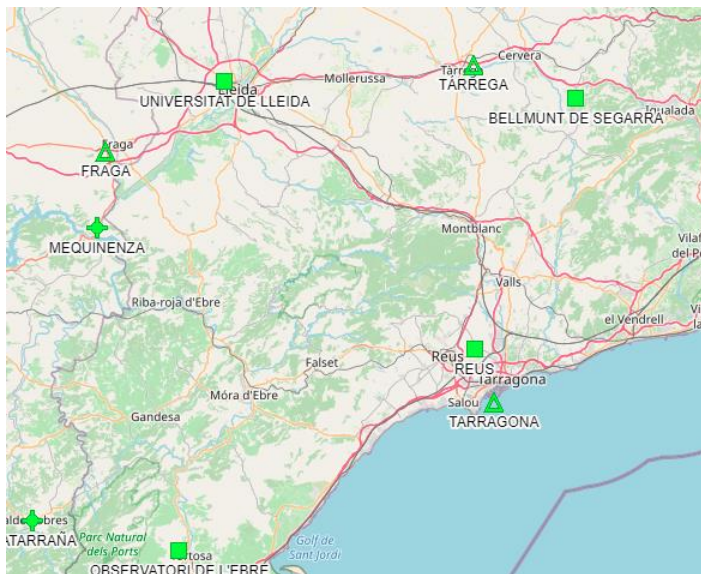 Cervera
Tàrrega
TÀRREGA
Mollerussa
Lleida
UNIVERSITAT DE LLEIDA
BELLMUNT DE SEGARRA
Igualada
Fraga
FRAGA
MEQUINENZA
Montblanc
Riba-roja d'Ebre
Valls
el Vendrell
Falset
Reus
REUS
Tarragona
Móra d'Ebre
Salou
TARRAGONA
Gandesa
ATARRAÑA
Parc Natural
dels Ports
Golf de
Sant Jordi
OBSERVATORI DE L'EBRE